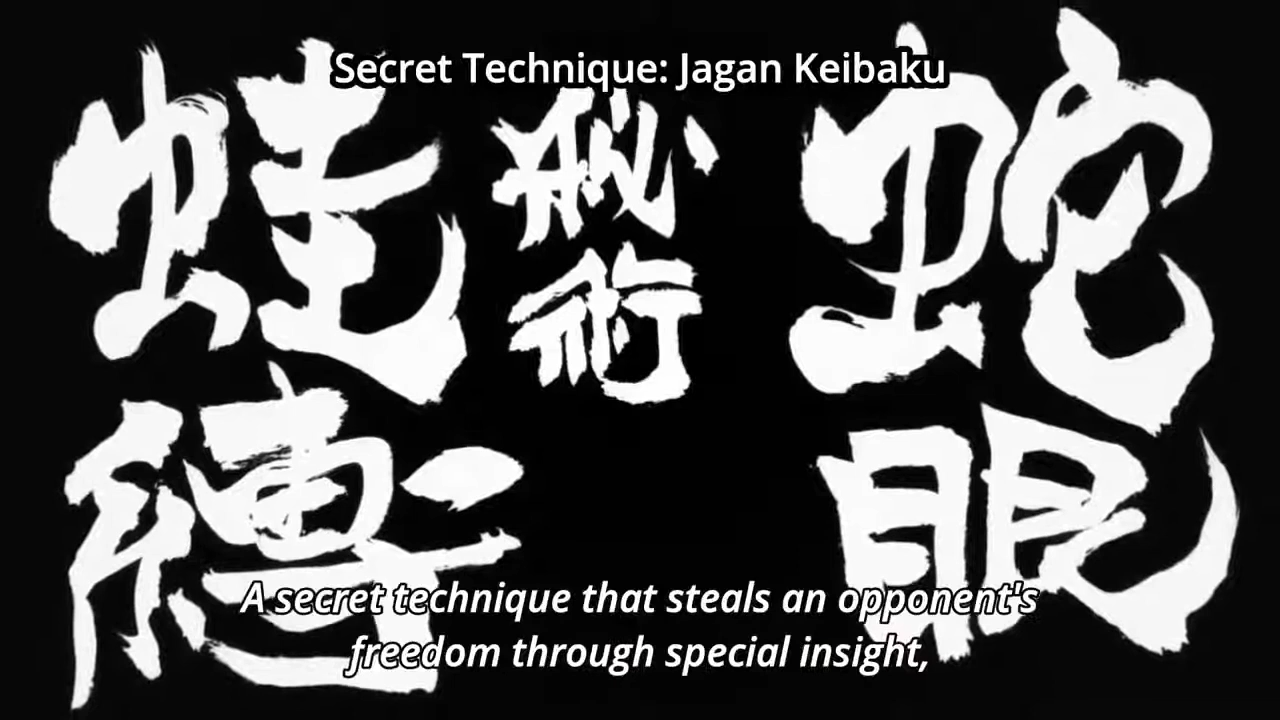 Secret Technique: Jagan Keibaku
秘術
蛇眼
蛙縛
A secret technique that steals an opponent's
freedom through special insight,